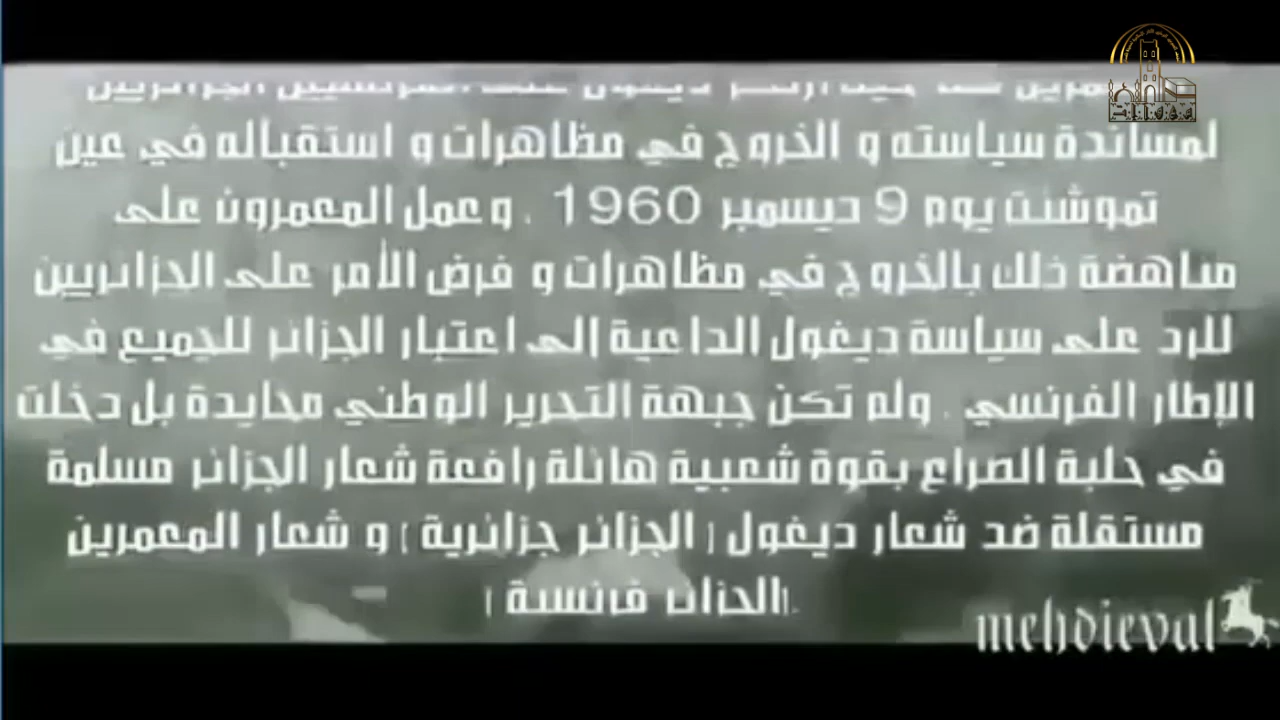 لمساندة سياسته و الخروج في مظاهرات و استقباله في عين
تموشنت يوم 9 ديسمبر 1960 . وعمل المعمرون على
مناهضة ذلك بالخروج في مظاهرات و فرض الأمر على الجزائريين
للرد على سياسة ديغول الداعية إلى اعتبار الجزائر للجميع في
الإطار الفرنسي . ولم تكن جبهة التحرير الوطني محايدة بل دخلت
في حلبة الصراع بقوة شعبية هائلة رافعة شعار الجزائر مسلمة
مستقلة ضد شعار ديغول ( الجزائر جزائرية ) و شعار المعمرين
.(الجزائر فرنسية )
mehdieval